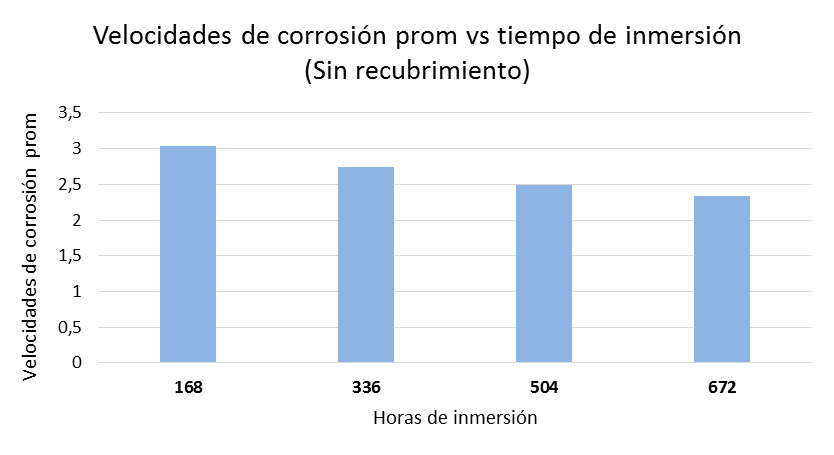 Velocidades de corrosión prom vs tiempo de inmersión
(Sin recubrimiento)
Velocidades de corrosión prom
3,5
3
2,5
2
1,5
1
0,5
0
168 336 504 672
Horas de inmersión